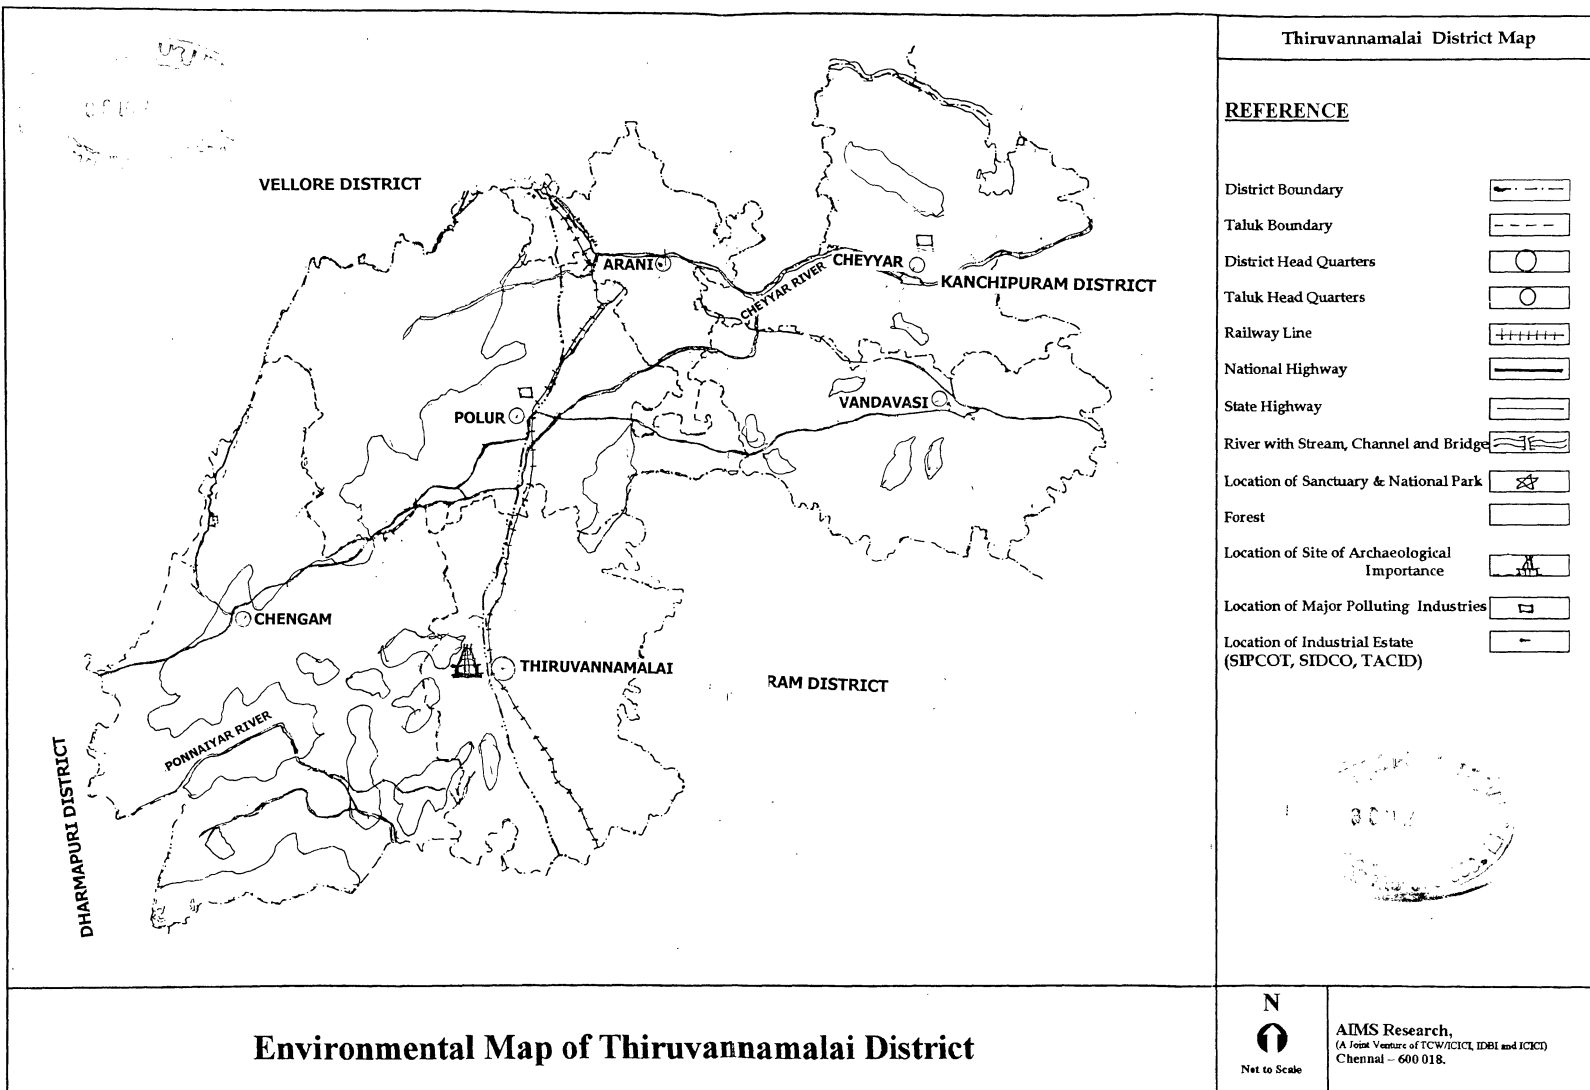 Thiruvannamalai District Map
REFERENCE
District Boundary
Taluk Boundary
District Head Quarters
Taluk Head Quarters
Railway Line
National Highway
State Highway
River with Stream, Channel and Bridge
Location of Sanctuary & National Park
Forest
Location of Site of Archaeological
Importance
Location of Major Polluting Industries
Location of Industrial Estate
(SIPCOT, SIDCO, TACID)
VELLORE DISTRICT
ARANI
CHEYYAR
CHEYYAR RIVER
KANCHIPURAM DISTRICT
POLUR
VANDAVASI
CHENGAM
THIRUVANNAMALAI
RAM DISTRICT
PONNAIYAR RIVER
DHARMAPURI DISTRICT
Environmental Map of Thiruvannamalai District
N
Not to Scale
AIMS Research,
(A Joint Venture of TCW/ICICI, IDBI and ICICI)
Chennai – 600 018.